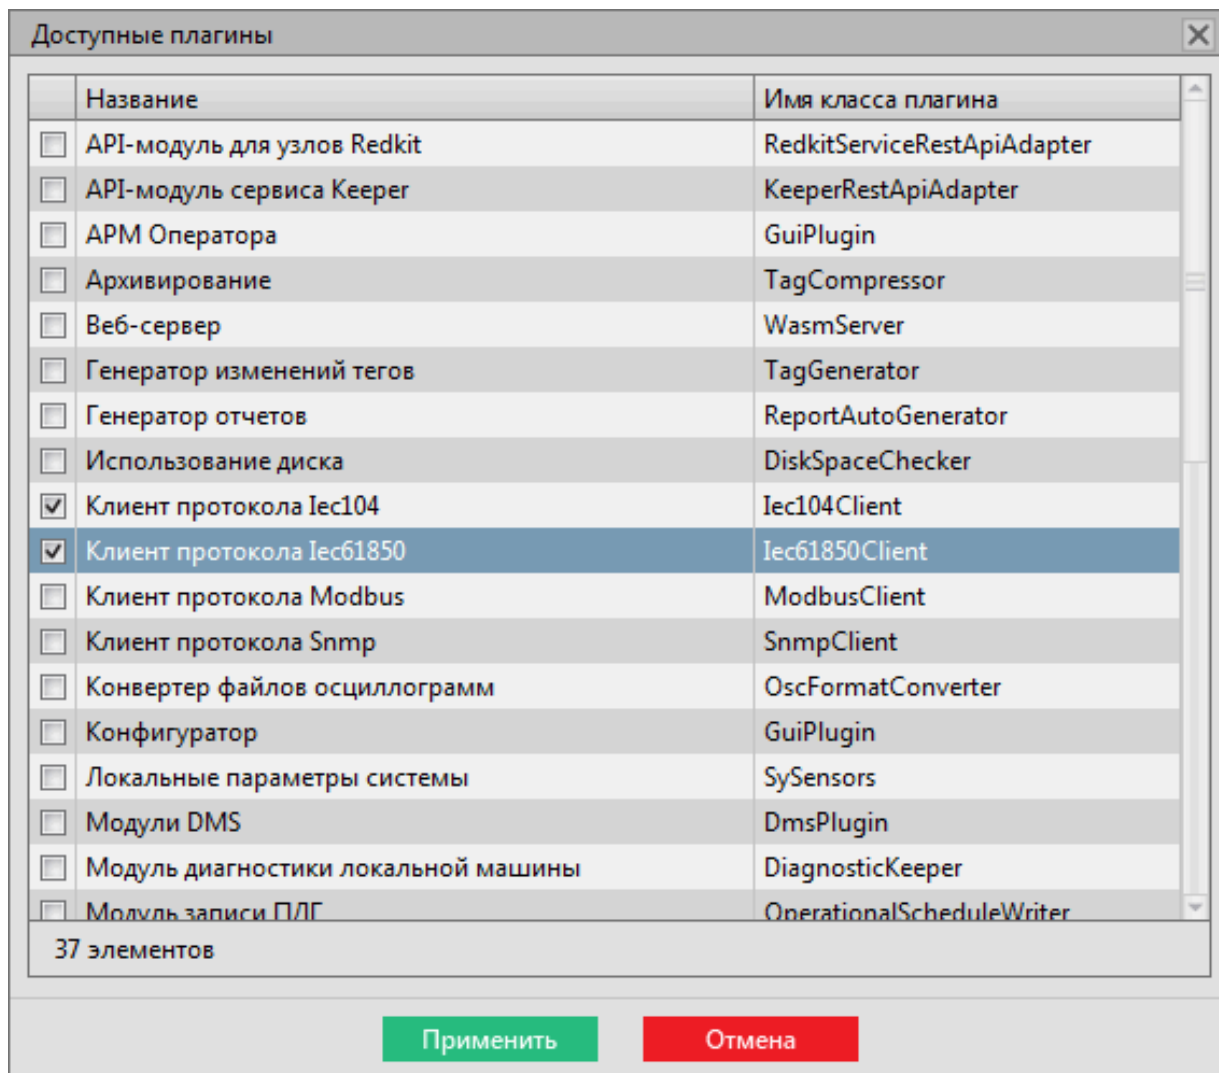 Доступные плагины
Название Имя класса плагина
API-модуль для узлов Redkit RedkitServiceRestApiAdapter
API-модуль сервиса Keeper KeeperRestApiAdapter
АРМ Оператора GuiPlugin
Архивирование TagCompressor
Веб-сервер WasmServer
Генератор изменений тегов TagGenerator
Генератор отчетов ReportAutoGenerator
Использование диска DiskSpaceChecker
Клиент протокола Iec104 Iec104Client
Клиент протокола Iec61850 Iec61850Client
Клиент протокола Modbus ModbusClient
Клиент протокола Snmp SnmpClient
Конвертер файлов осциллограмм OscFormatConverter
Конфигуратор GuiPlugin
Локальные параметры системы SySensors
Модули DMS DmsPlugin
Модуль диагностики локальной машины DiagnosticKeeper
Модуль записи ПДГ OperationalScheduleWriter
37 элементов
Применить Отмена